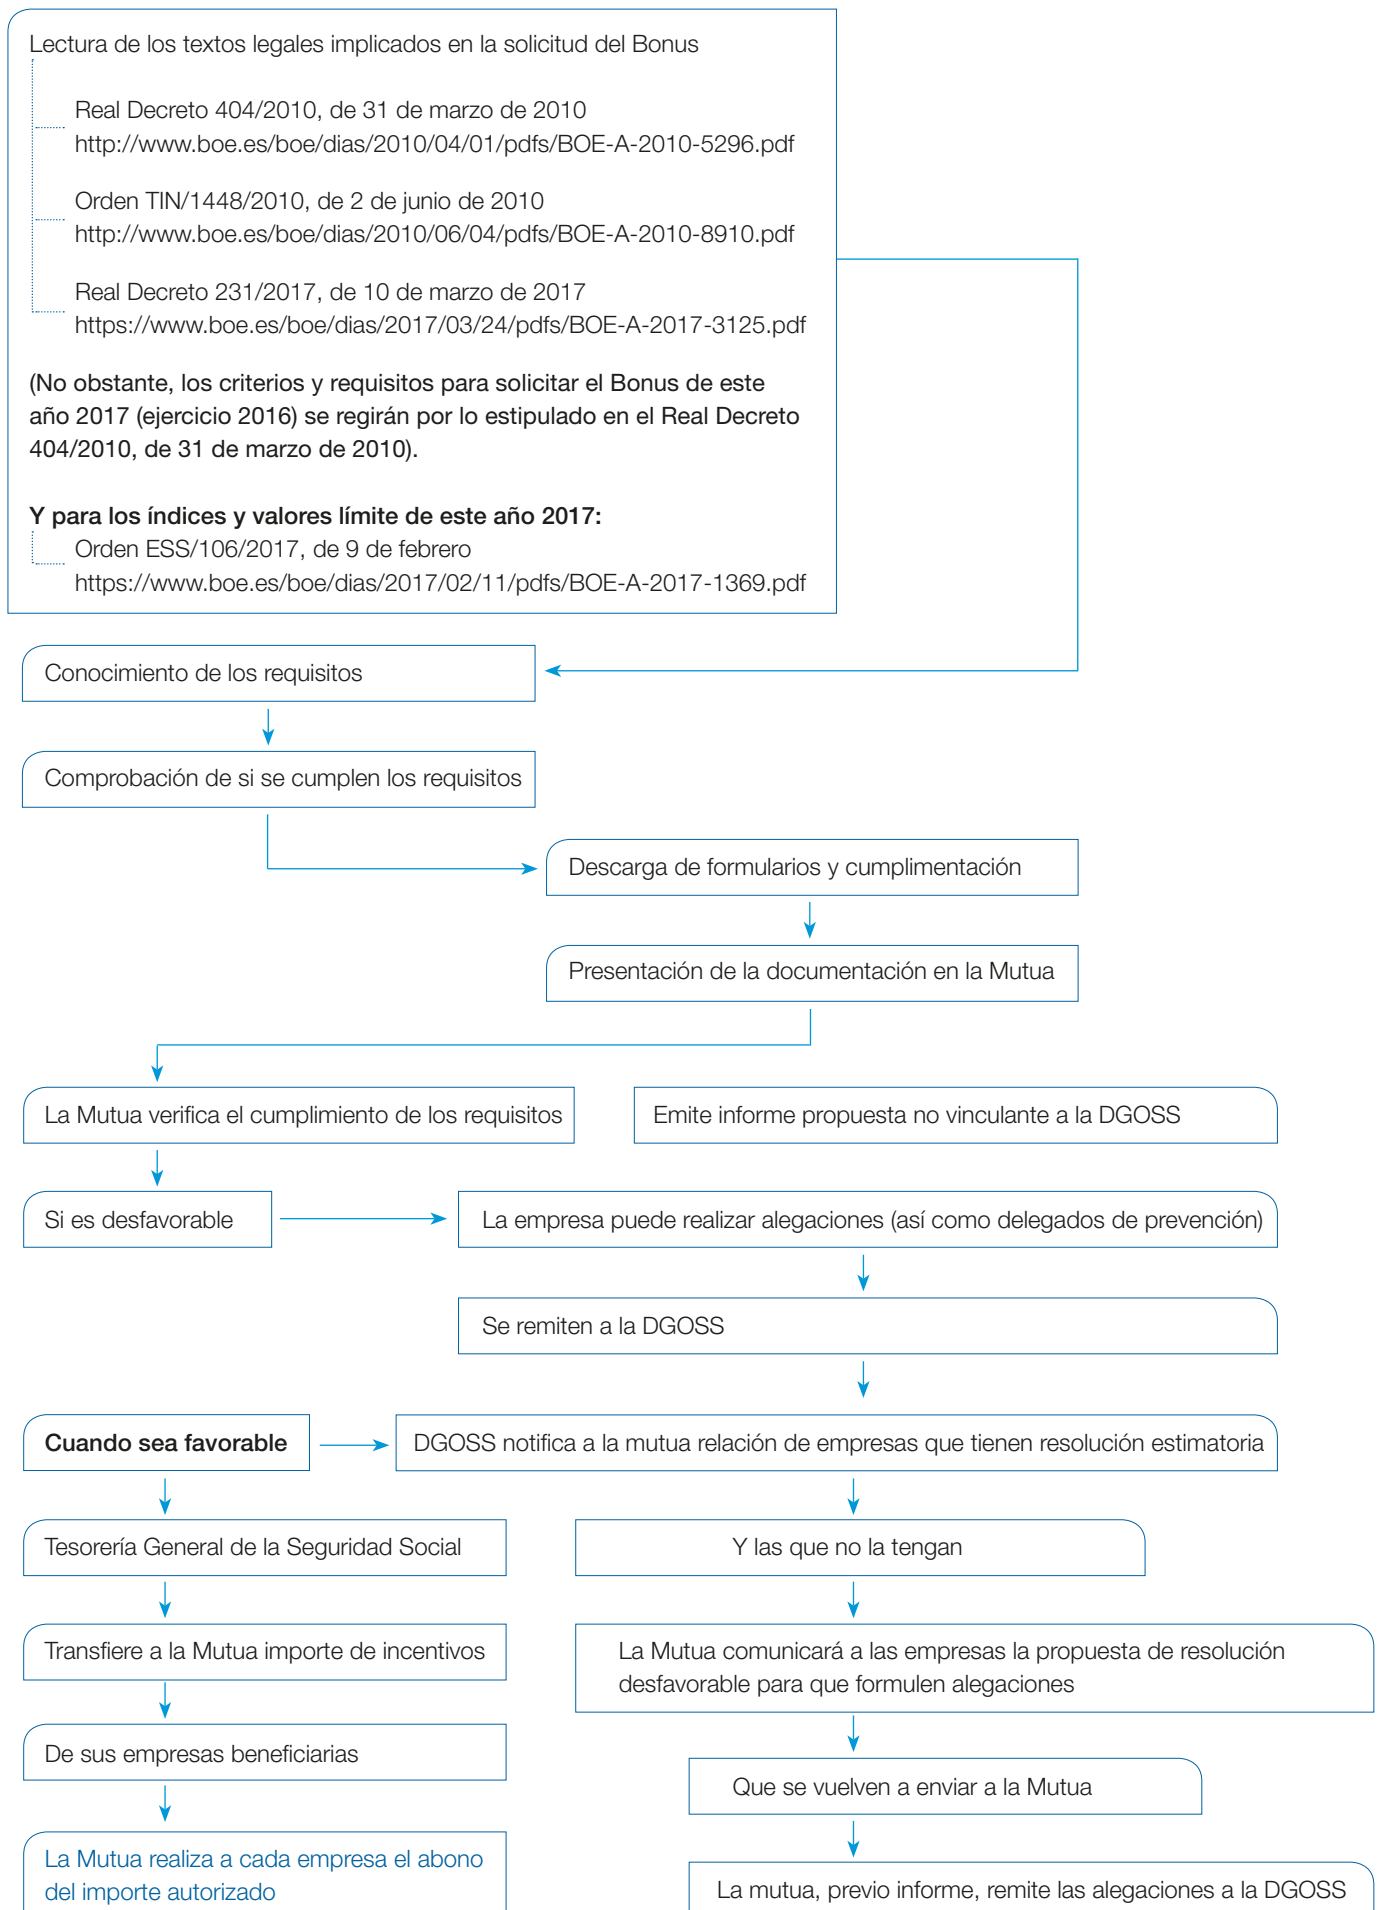 Lectura de los textos legales implicados en la solicitud del Bonus
Real Decreto 404/2010, de 31 de marzo de 2010
http://www.boe.es/boe/dias/2010/04/01/pdfs/BOE-A-2010-5296.pdf
Orden TIN/1448/2010, de 2 de junio de 2010
http://www.boe.es/boe/dias/2010/06/04/pdfs/BOE-A-2010-8910.pdf
Real Decreto 231/2017, de 10 de marzo de 2017
https://www.boe.es/boe/dias/2017/03/24/pdfs/BOE-A-2017-3125.pdf
(No obstante, los criterios y requisitos para solicitar el Bonus de este
año 2017 (ejercicio 2016) se regirán por lo estipulado en el Real Decreto
404/2010, de 31 de marzo de 2010).
Y para los índices y valores límite de este año 2017:
Orden ESS/106/2017, de 9 de febrero
https://www.boe.es/boe/dias/2017/02/11/pdfs/BOE-A-2017-1369.pdf
Conocimiento de los requisitos
Comprobación de si se cumplen los requisitos
Descarga de formularios y cumplimentación
Presentación de la documentación en la Mutua
La Mutua verifica el cumplimiento de los requisitos
Emite informe propuesta no vinculante a la DGOSS
Si es desfavorable
La empresa puede realizar alegaciones (así como delegados de prevención)
Se remiten a la DGOSS
Cuando sea favorable
DGOSS notifica a la mutua relación de empresas que tienen resolución estimatoria
Tesorería General de la Seguridad Social
Y las que no la tengan
Transfiere a la Mutua importe de incentivos
La Mutua comunicará a las empresas la propuesta de resolución
desfavorable para que formulen alegaciones
De sus empresas beneficiarias
Que se vuelven a enviar a la Mutua
La Mutua realiza a cada empresa el abono
del importe autorizado
La mutua, previo informe, remite las alegaciones a la DGOSS